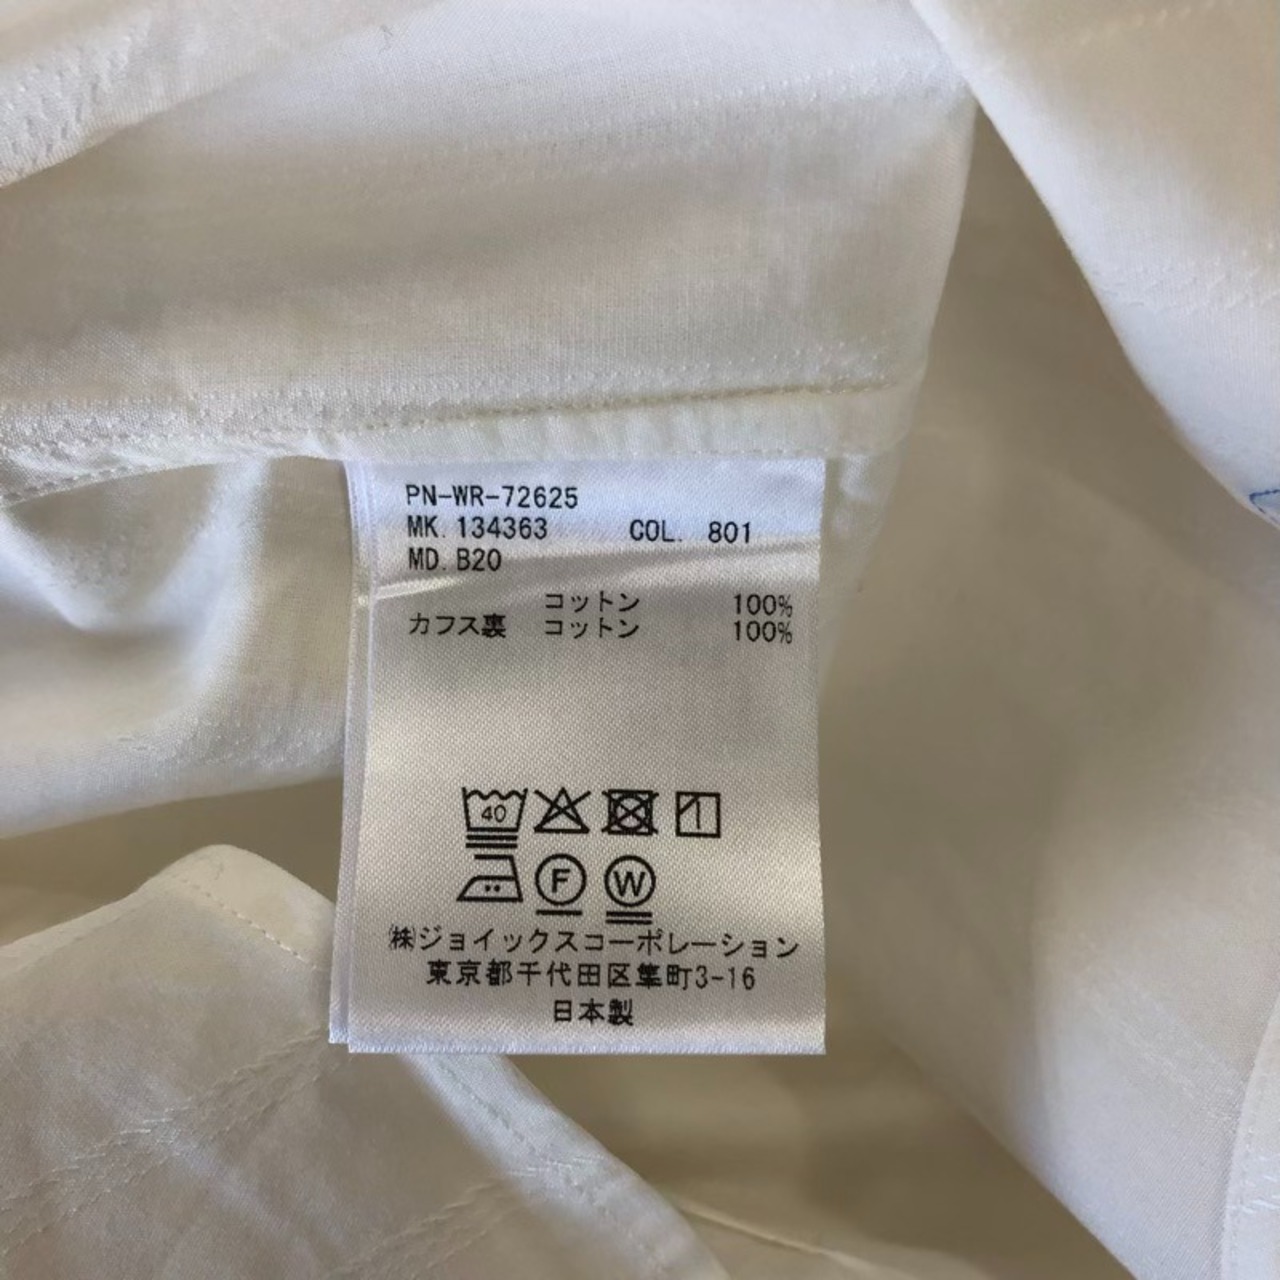 PN-WR-72625
MK. 134363 COL. 801
MD. B20
コットン 100%
カフス裏 コットン 100%
40
F W
㈱ジョイックスコーポレーション
東京都千代田区隼町3-16
日本製